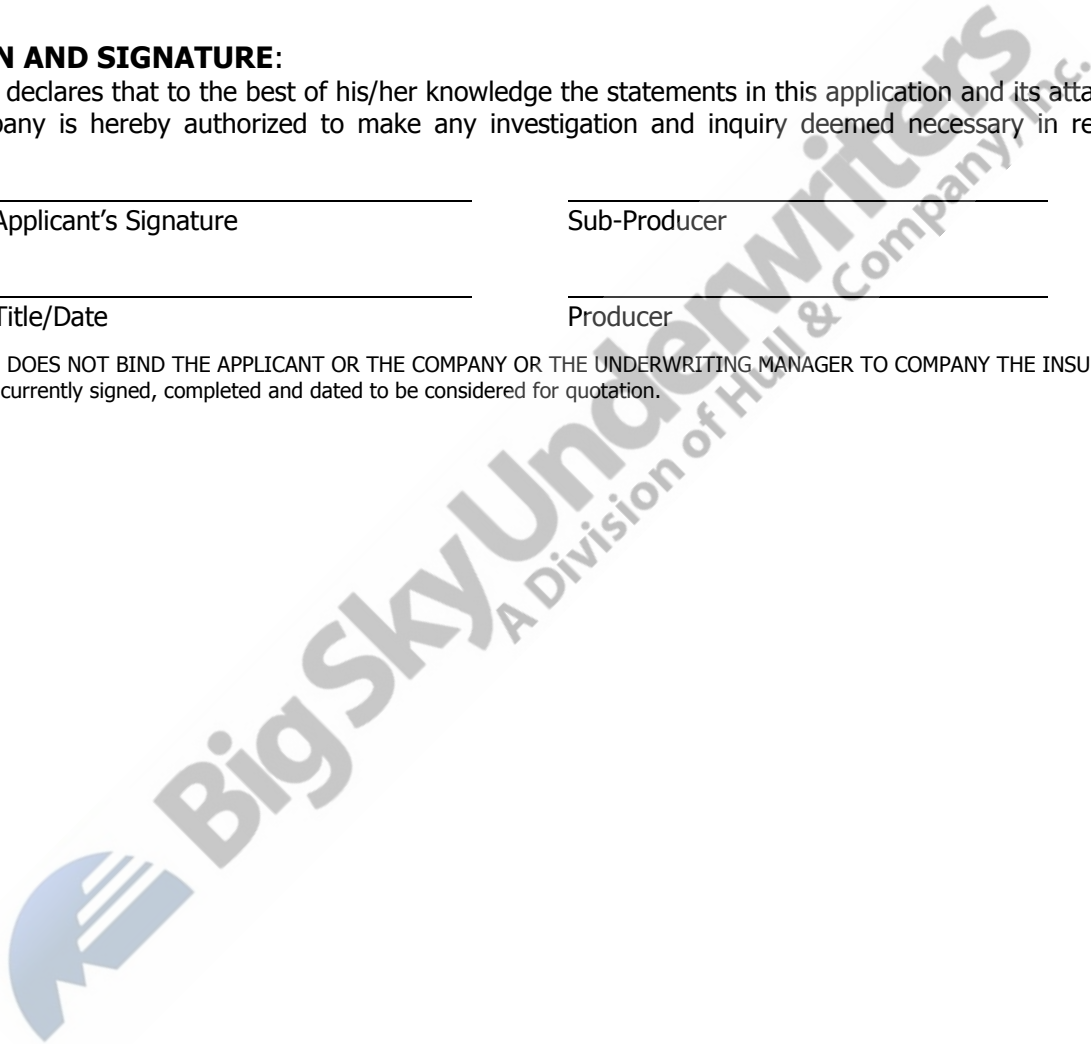 N AND SIGNATURE:
declares that to the best of his/her knowledge the statements in this application and its atta
pany is hereby authorized to make any investigation and inquiry deemed necessary in re
Applicant's Signature Sub-Producer
Title/Date Producer
DOES NOT BIND THE APPLICANT OR THE COMPANY OR THE UNDERWRITING MANAGER TO COMPANY THE INSU
currently signed, completed and dated to be considered for quotation.
Big Sky Underwriters
A Division of Hull & Company, Inc.